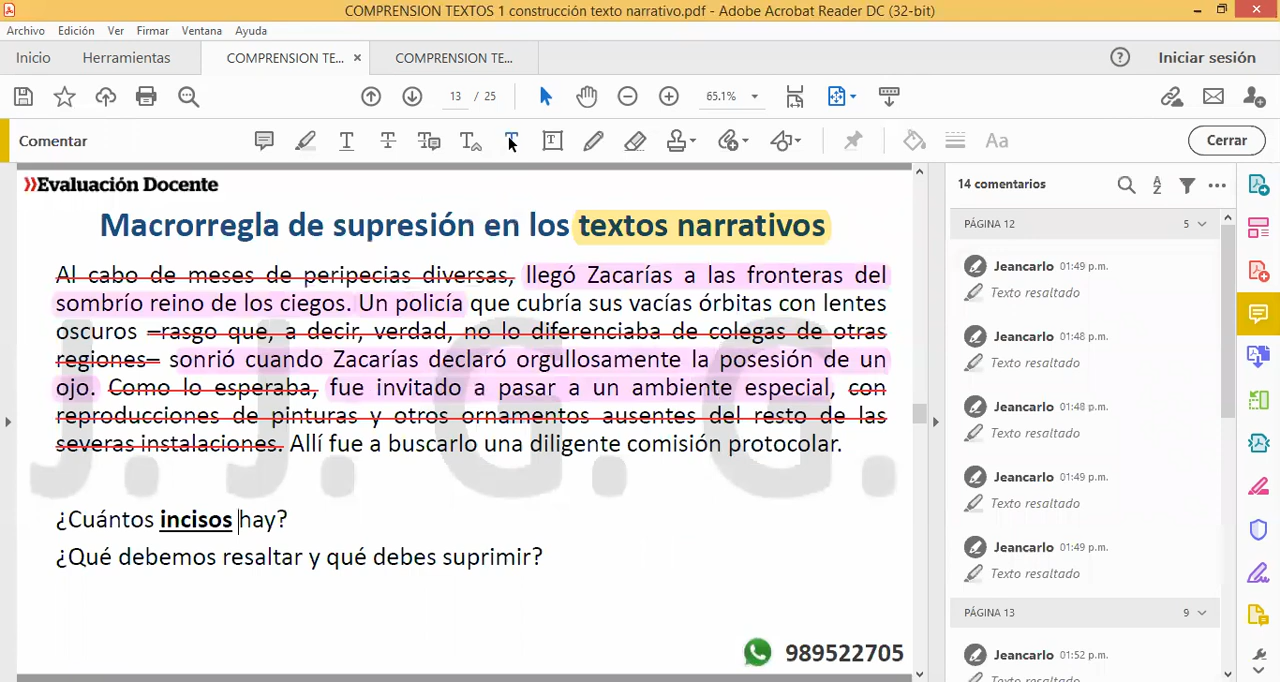 COMPRENSION TEXTOS 1 construcción texto narrativo.pdf - Adobe Acrobat Reader DC (32-bit)
Archivo Edición Ver Firmar Ventana Ayuda
Inicio Herramientas COMPRENSION TE... × COMPRENSION TE... Iniciar sesión
13 / 25 65.1%
Comentar Aa Cerrar
»Evaluación Docente
Macrorregla de supresión en los textos narrativos
Al cabo de meses de peripecias diversas, llegó Zacarías a las fronteras del
sombrío reino de los ciegos. Un policía que cubría sus vacías órbitas con lentes
oscuros –rasgo que, a decir, verdad, no lo diferenciaba de colegas de otras
regiones– sonrió cuando Zacarías declaró orgullosamente la posesión de un
ojo. Como lo esperaba, fue invitado a pasar a un ambiente especial, con
reproducciones de pinturas y otros ornamentos ausentes del resto de las
severas instalaciones. Allí fue a buscarlo una diligente comisión protocolar.
J. J. G. G.
¿Cuántos incisos hay?
¿Qué debemos resaltar y qué debes suprimir?
989522705
14 comentarios
PÁGINA 12 5
Jeancarlo 01:49 p.m.
Texto resaltado
Jeancarlo 01:48 p.m.
Texto resaltado
Jeancarlo 01:48 p.m.
Texto resaltado
Jeancarlo 01:49 p.m.
Texto resaltado
Jeancarlo 01:49 p.m.
Texto resaltado
PÁGINA 13 9
Jeancarlo 01:52 p.m.
Texto resaltado